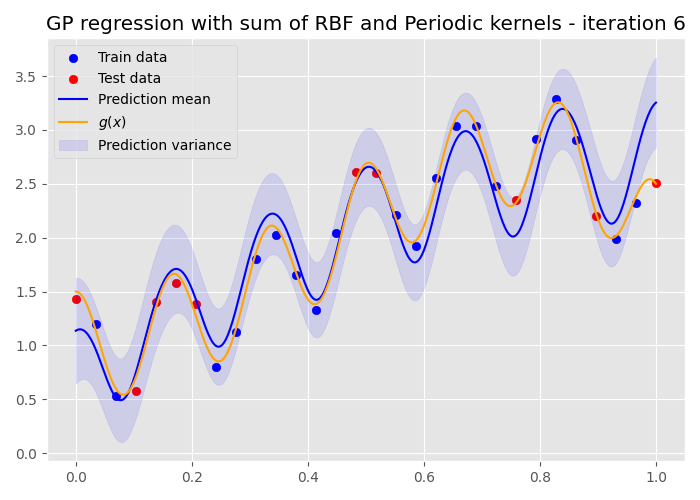 GP regression with sum of RBF and Periodic kernels - iteration 6
Train data
Test data
Prediction mean
g(x)
Prediction variance
3.5
3.0
2.5
2.0
1.5
1.0
0.5
0.0
0.0 0.2 0.4 0.6 0.8 1.0